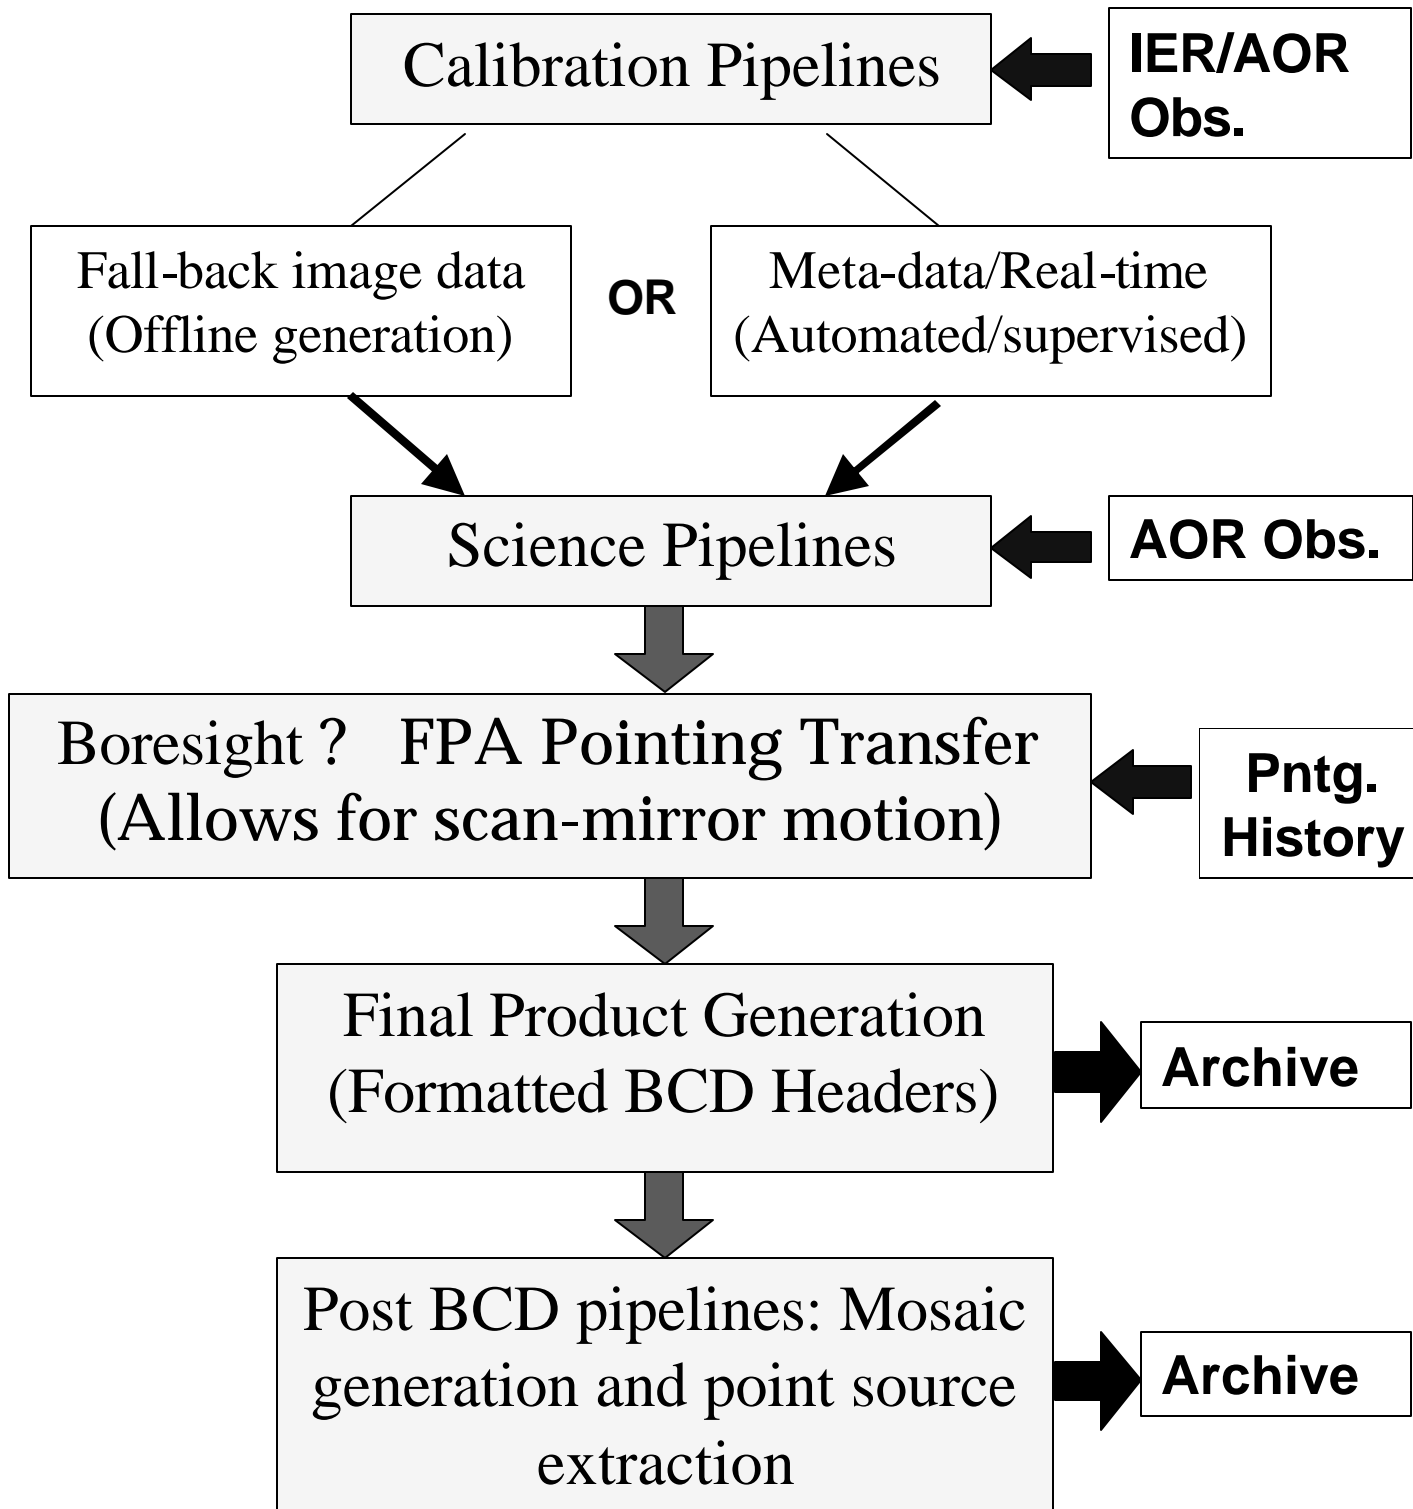 Calibration Pipelines
IER/AOR
Obs.
Fall-back image data
(Offline generation)
OR
Meta-data/Real-time
(Automated/supervised)
Science Pipelines
AOR Obs.
Boresight ? FPA Pointing Transfer
(Allows for scan-mirror motion)
Pntg.
History
Final Product Generation
(Formatted BCD Headers)
Archive
Post BCD pipelines: Mosaic
generation and point source
extraction
Archive